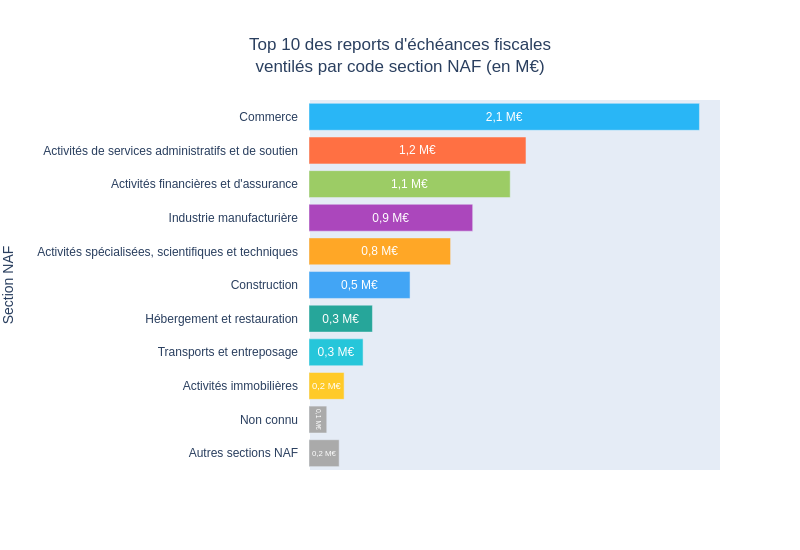 Top 10 des reports d'échéances fiscales
ventilés par code section NAF (en M€)
Section NAF
Commerce 2,1 M€
Activités de services administratifs et de soutien 1,2 M€
Activités financières et d'assurance 1,1 M€
Industrie manufacturière 0,9 M€
Activités spécialisées, scientifiques et techniques 0,8 M€
Construction 0,5 M€
Hébergement et restauration 0,3 M€
Transports et entreposage 0,3 M€
Activités immobilières 0,2 M€
Non connu 0,1 M€
Autres sections NAF 0,2 M€